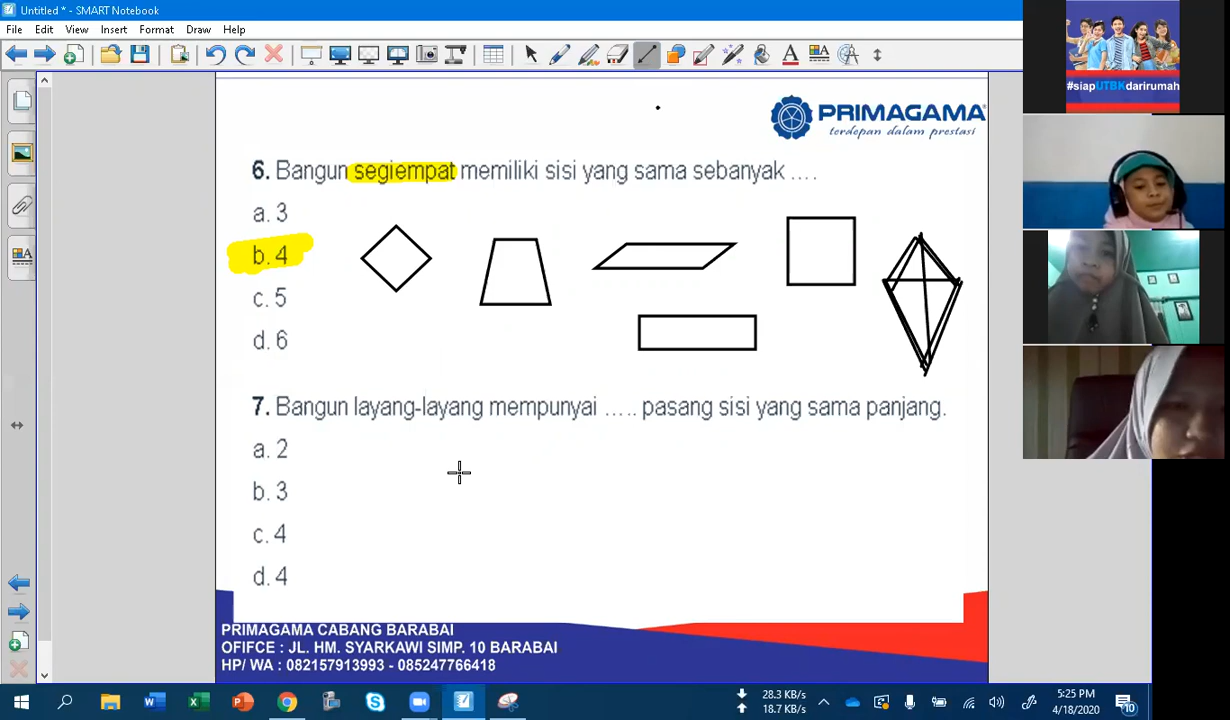 Untitled * - SMART Notebook
File Edit View Insert Format Draw Help
#siapUTBKdarirumah
PRIMAGAMA
terdepan dalam prestasi
6. Bangun segiempat memiliki sisi yang sama sebanyak ....
a. 3
b. 4
c. 5
d. 6
7. Bangun layang-layang mempunyai ..... pasang sisi yang sama panjang.
a. 2
b. 3
c. 4
d. 4
PRIMAGAMA CABANG BARABAI
OFIFCE : JL. HM. SYARKAWI SIMP. 10 BARABAI
HP/ WA : 082157913993 - 085247766418
28.3 KB/s
18.7 KB/s
5:25 PM
4/18/2020
10